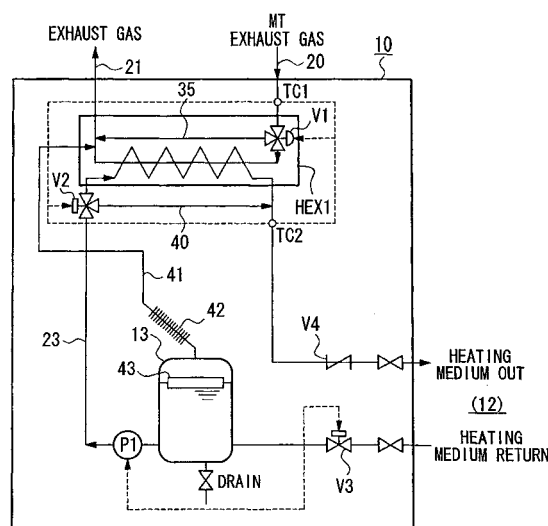 EXHAUST GAS
MT
EXHAUST GAS
10
21
20
TC1
35
V1
V2
HEX1
40
TC2
41
42
23
13
43
V4
HEATING
MEDIUM OUT
(12)
P1
HEATING
MEDIUM RETURN
DRAIN
V3